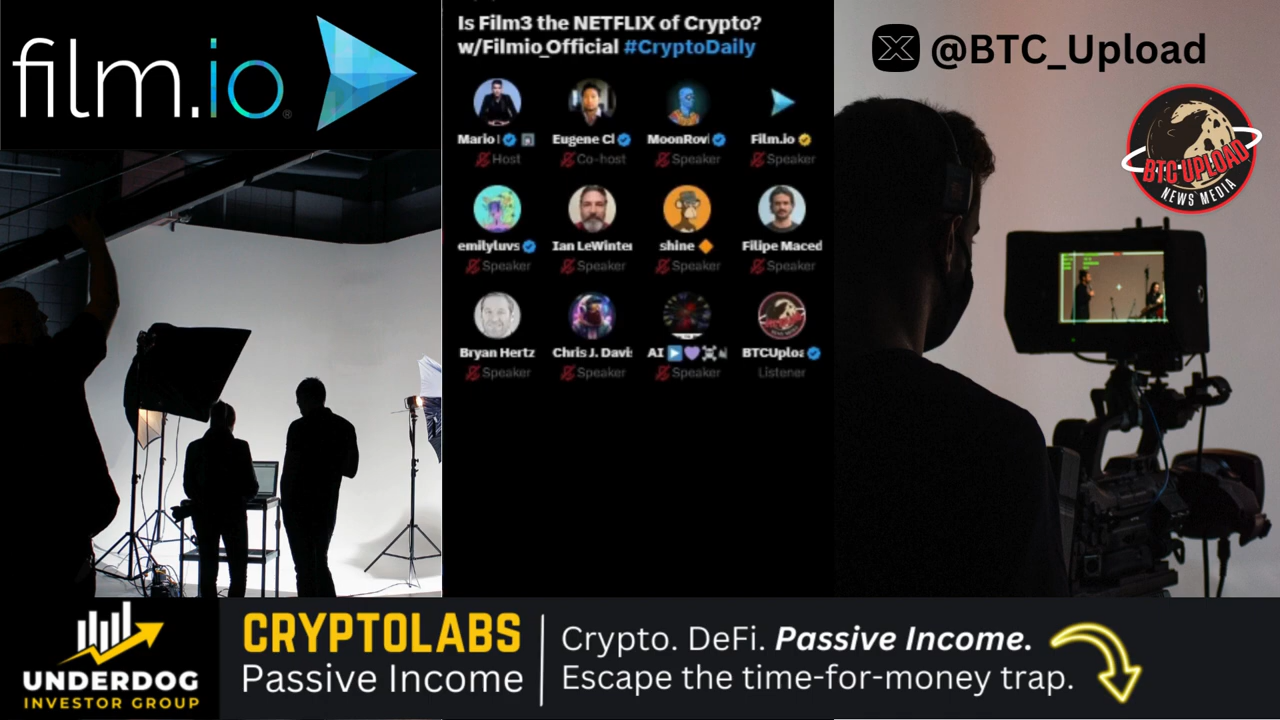 film.io®
Is Film3 the NETFLIX of Crypto?
w/Filmio_Official #CryptoDaily
Mario Eugene Cl MoonRovi Film.io
Host Co-host Speaker Speaker
emilyluvs Ian LeWinter shine Filipe Maced
Speaker Speaker Speaker Speaker
Bryan Hertz Chris J. Davi AI BTCUploa
Speaker Speaker Speaker Listener
X @BTC_Upload
BTC UPLOAD
NEWS MEDIA
UNDERDOG
INVESTOR GROUP
CRYPTOLABS
Passive Income
Crypto. DeFi. Passive Income.
Escape the time-for-money trap.